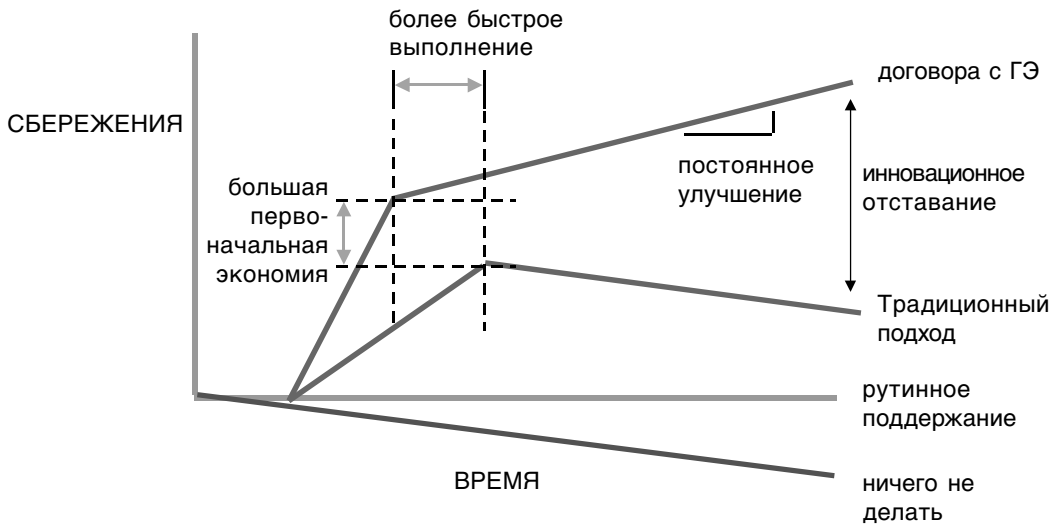 более быстрое
выполнение
договора с ГЭ
СБЕРЕЖЕНИЯ
постоянное
улучшение
инновационное
отставание
большая
перво-
начальная
экономия
Традиционный
подход
рутинное
поддержание
ВРЕМЯ
ничего не
делать